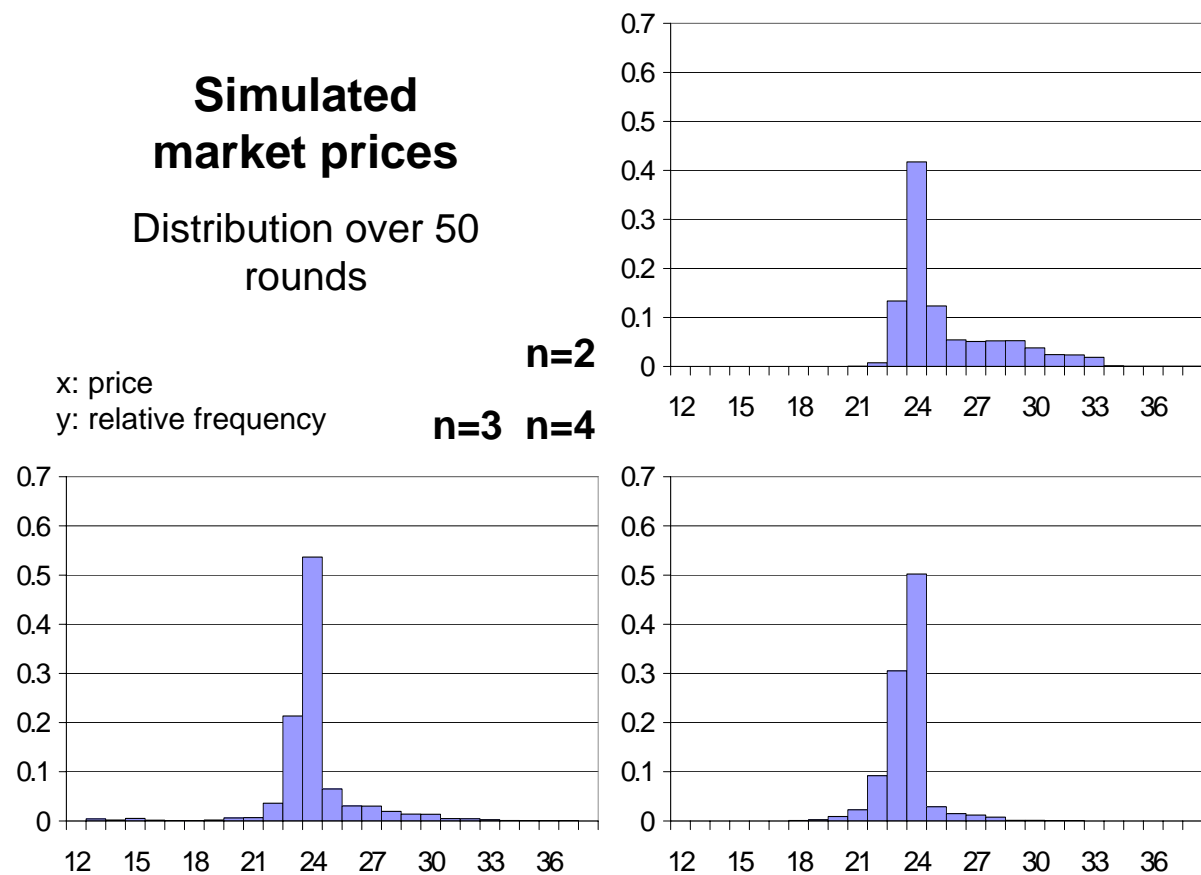 Simulated
market prices
Distribution over 50
rounds
n=2
x: price
y: relative frequency
n=3 n=4
0.7
0.6
0.5
0.4
0.3
0.2
0.1
0
12 15 18 21 24 27 30 33 36
0.7
0.6
0.5
0.4
0.3
0.2
0.1
0
12 15 18 21 24 27 30 33 36
0.7
0.6
0.5
0.4
0.3
0.2
0.1
0
12 15 18 21 24 27 30 33 36